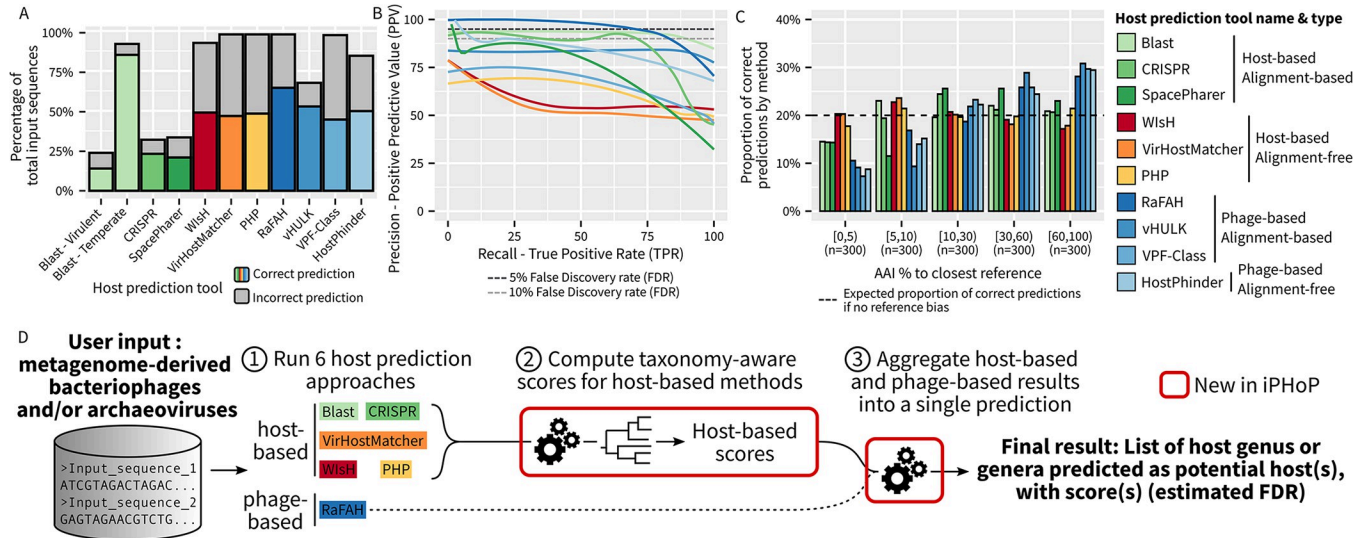 A
Percentage of
total input sequences
100%
75%
50%
25%
0%
Blast - Virulent
Blast - Temperate
CRISPR
SpacePharer
WIsH
VirHostMatcher
PHP
RaFAH
vHULK
VPF-Class
HostPhinder
Host prediction tool
Correct prediction
Incorrect prediction
B
Precision - Positive Predictive Value (PPV)
100
75
50
25
0
0
25
50
75
100
Recall - True Positive Rate (TPR)
5% False Discovery rate (FDR)
10% False Discovery rate (FDR)
C
Proportion of correct
predictions by method
40%
30%
20%
10%
0%
[0,5)
(n=300)
[5,10)
(n=300)
[10,30)
(n=300)
[30,60)
(n=300)
[60,100)
(n=300)
AAI % to closest reference
Expected proportion of correct predictions
if no reference bias
Host prediction tool name & type
Blast
CRISPR
SpacePharer
Host-based
Alignment-based
WIsH
VirHostMatcher
PHP
Host-based
Alignment-free
RaFAH
vHULK
VPF-Class
Phage-based
Alignment-based
HostPhinder
Phage-based
Alignment-free
D
User input :
metagenome-derived
bacteriophages
and/or archaeoviruses
>Input_sequence_1
ATCGTAGACTAGAC...
>Input_sequence_2
GAGTAGAACGTCTG...
1 Run 6 host prediction
approaches
host-
based
Blast CRISPR
VirHostMatcher
WIsH PHP
phage-
based
RaFAH
2 Compute taxonomy-aware
scores for host-based methods
Host-based
scores
3 Aggregate host-based
and phage-based results
into a single prediction
New in iPHoP
Final result: List of host genus or
genera predicted as potential host(s),
with score(s) (estimated FDR)